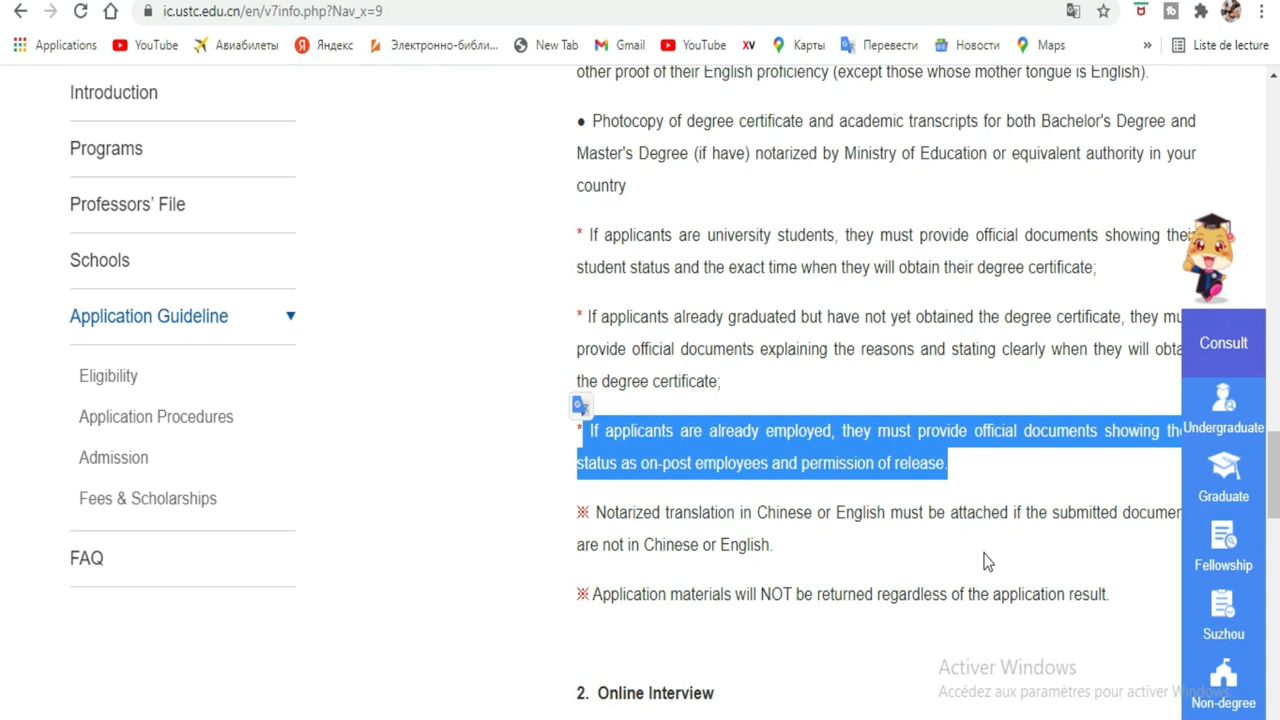 ic.ustc.edu.cn/en/v7info.php?Nav_x=9
Applications YouTube Авиабилеты Яндекс Электронно-библи... New Tab Gmail YouTube XV Карты Перевести Новости Maps » Liste de lecture
Introduction
Programs
Professors' File
Schools
Application Guideline ▼
Eligibility
Application Procedures
Admission
Fees & Scholarships
FAQ
other proof of their English proficiency (except those whose mother tongue is English).
● Photocopy of degree certificate and academic transcripts for both Bachelor's Degree and
Master's Degree (if have) notarized by Ministry of Education or equivalent authority in your
country
* If applicants are university students, they must provide official documents showing their
student status and the exact time when they will obtain their degree certificate;
* If applicants already graduated but have not yet obtained the degree certificate, they mu
provide official documents explaining the reasons and stating clearly when they will obta
the degree certificate;
* If applicants are already employed, they must provide official documents showing the
status as on-post employees and permission of release.
※ Notarized translation in Chinese or English must be attached if the submitted documen
are not in Chinese or English.
※ Application materials will NOT be returned regardless of the application result.
2. Online Interview
Consult
Undergraduate
Graduate
Fellowship
Suzhou
Non-degree
Activer Windows
Accédez aux paramètres pour activer Windows.